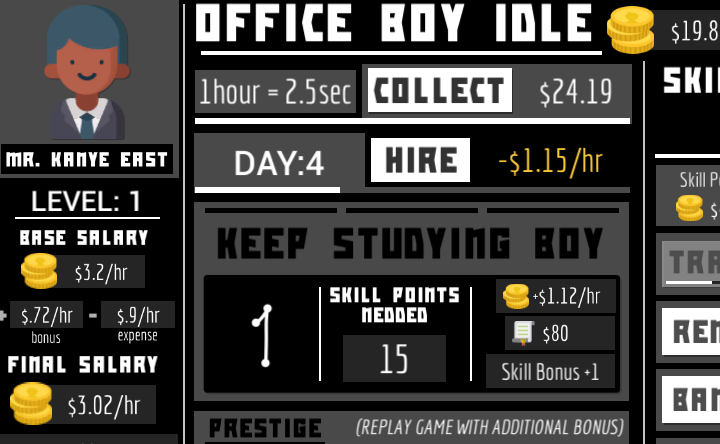 OFFICE BOY IDLE
$19.8
1hour = 2.5sec
COLLECT
$24.19
DAY:4
HIRE
-$1.15/hr
MR. KANYE EAST
LEVEL: 1
BASE SALARY
$3.2/hr
+ $.72/hr - $.9/hr
bonus
expense
FINAL SALARY
$3.02/hr
KEEP STUDYING BOY
1
SKILL POINTS
NEDDED
15
+$1.12/hr
$80
Skill Bonus +1
PRESTIGE
(REPLAY GAME WITH ADDITIONAL BONUS)